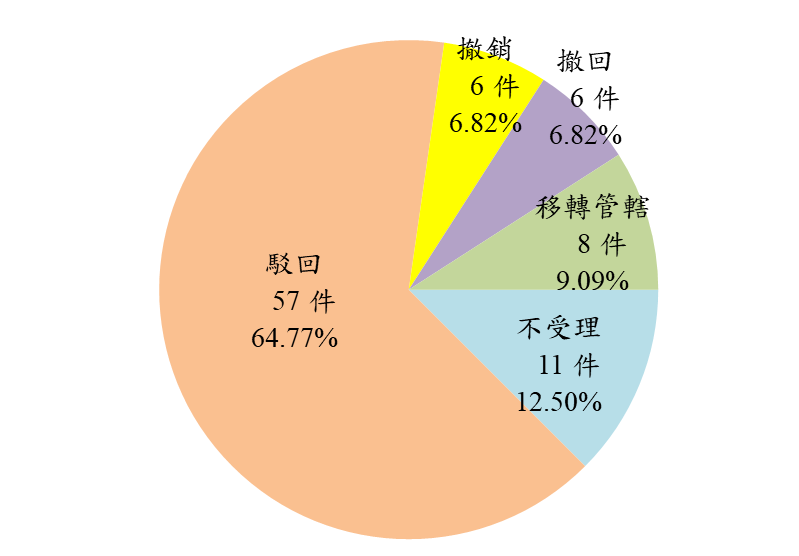 撤銷
6 件
6.82%
撤回
6 件
6.82%
移轉管轄
8 件
9.09%
駁回
57 件
64.77%
不受理
11 件
12.50%